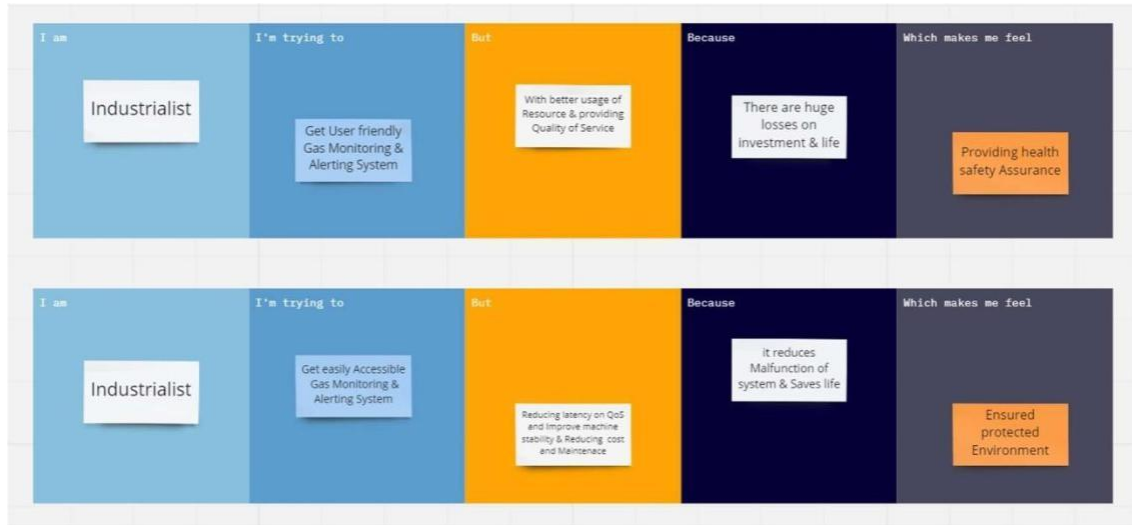 I am
I'm trying to
But
Because
Which makes me feel
Industrialist
Get User friendly
Gas Monitoring &
Alerting System
With better usage of
Resource & providing
Quality of Service
There are huge
losses on
investment & life
Providing health
safety Assurance
I am
I'm trying to
But
Because
Which makes me feel
Industrialist
Get easily Accessible
Gas Monitoring &
Alerting System
Reducing latency on QoS
and Improve machine
stability & Reducing cost
and Maintenace
it reduces
Malfunction of
system & Saves life
Ensured
protected
Environment